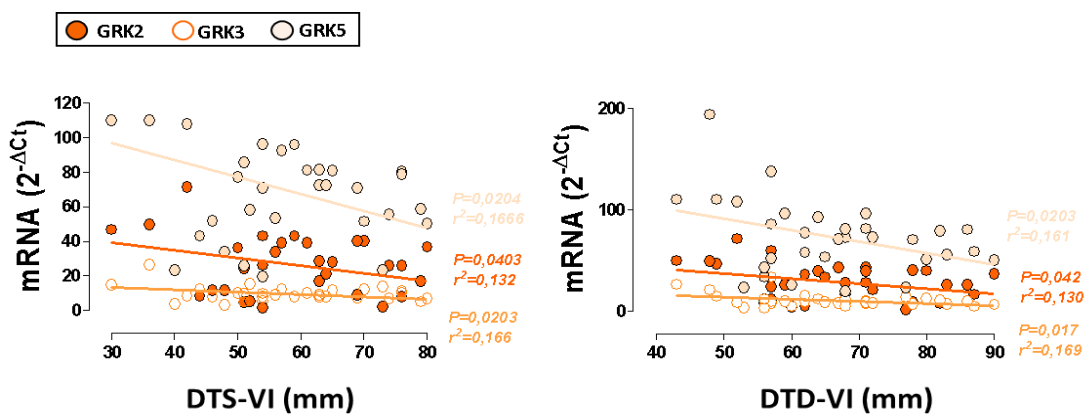 GRK2 GRK3 GRK5
mRNA (2^-ΔCt)
120
100
80
60
40
20
0
30 40 50 60 70 80
DTS-VI (mm)
P=0,0204
r²=0,1666
P=0,0403
r²=0,132
P=0,0203
r²=0,166
mRNA (2^-ΔCt)
200
100
0
40 50 60 70 80 90
DTD-VI (mm)
P=0,0203
r²=0,161
P=0,042
r²=0,130
P=0,017
r²=0,169